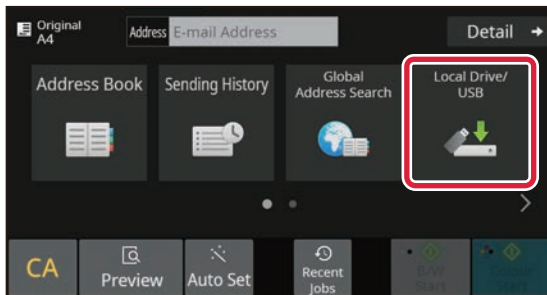 Original
A4
Address
E-mail Address
Detail
Address Book
Sending History
Global
Address Search
Local Drive/
USB
CA
Preview
Auto Set
Recent
Jobs
B/W
Start
Colour
Start